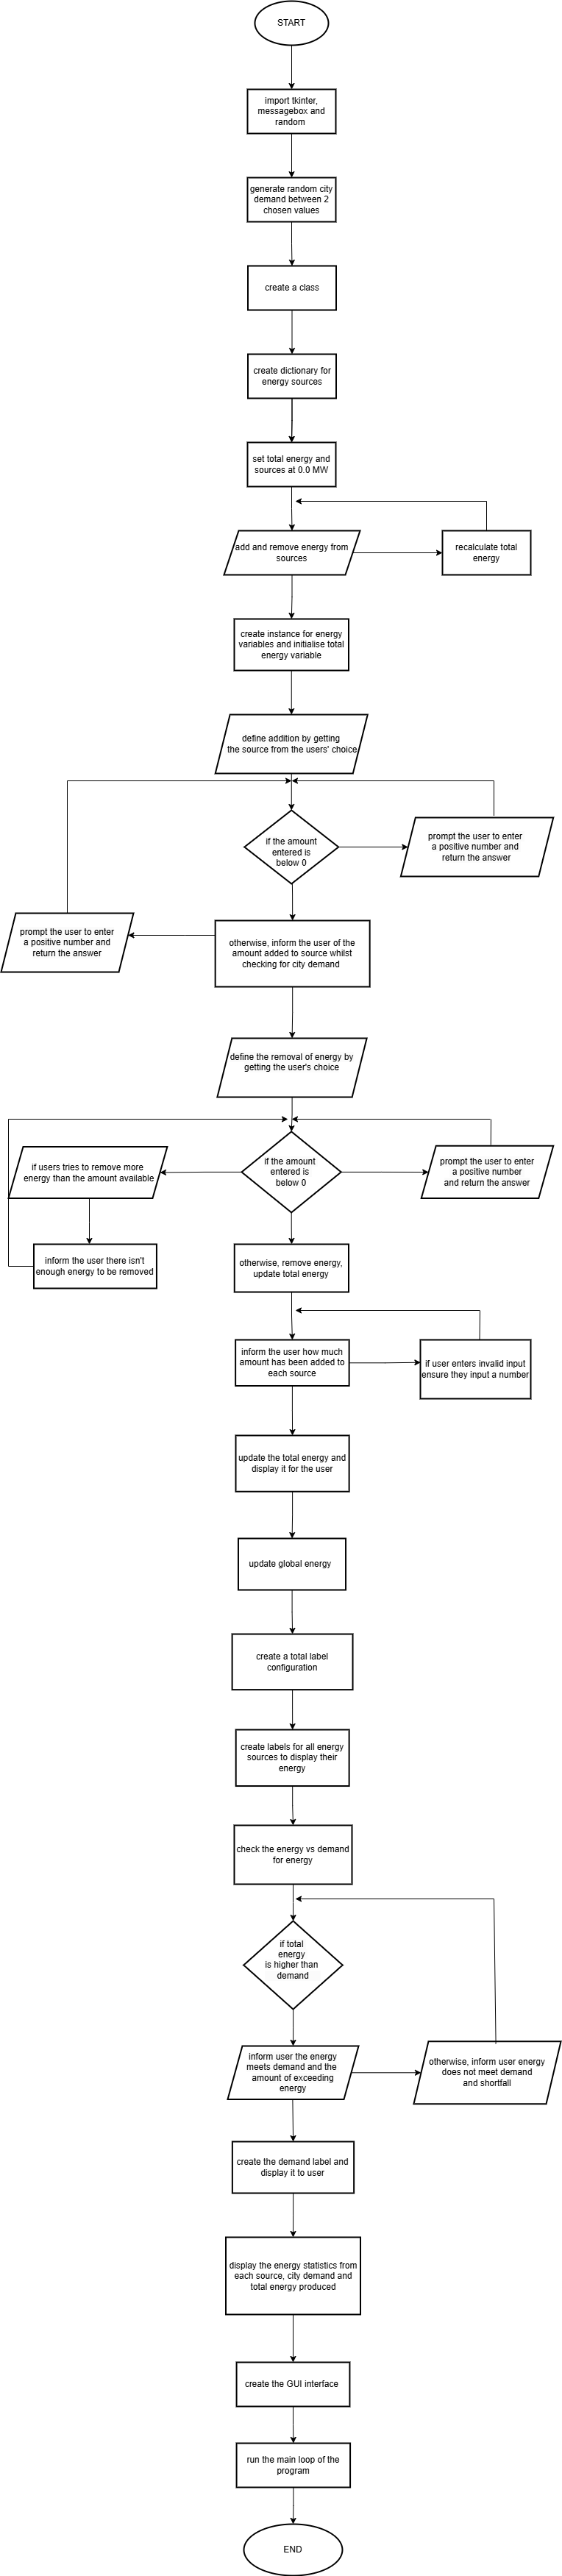 START
import tkinter,
messagebox and
random
generate random city
demand between 2
chosen values
create a class
create dictionary for
energy sources
set total energy and
sources at 0.0 MW
add and remove energy from
sources
recalculate total
energy
create instance for energy
variables and initialise total
energy variable
define addition by getting
the source from the users' choice
if the amount
entered is
below 0
prompt the user to enter
a positive number and
return the answer
prompt the user to enter
a positive number and
return the answer
otherwise, inform the user of the
amount added to source whilst
checking for city demand
define the removal of energy by
getting the user's choice
if users tries to remove more
energy than the amount available
if the amount
entered is
below 0
prompt the user to enter
a positive number
and return the answer
inform the user there isn't
enough energy to be removed
otherwise, remove energy,
update total energy
inform the user how much
amount has been added to
each source
if user enters invalid input
ensure they input a number
update the total energy and
display it for the user
update global energy
create a total label
configuration
create labels for all energy
sources to display their
energy
check the energy vs demand
for energy
if total
energy
is higher than
demand
inform user the energy
meets demand and the
amount of exceeding
energy
otherwise, inform user energy
does not meet demand
and shortfall
create the demand label and
display it to user
display the energy statistics from
each source, city demand and
total energy produced
create the GUI interface
run the main loop of the
program
END